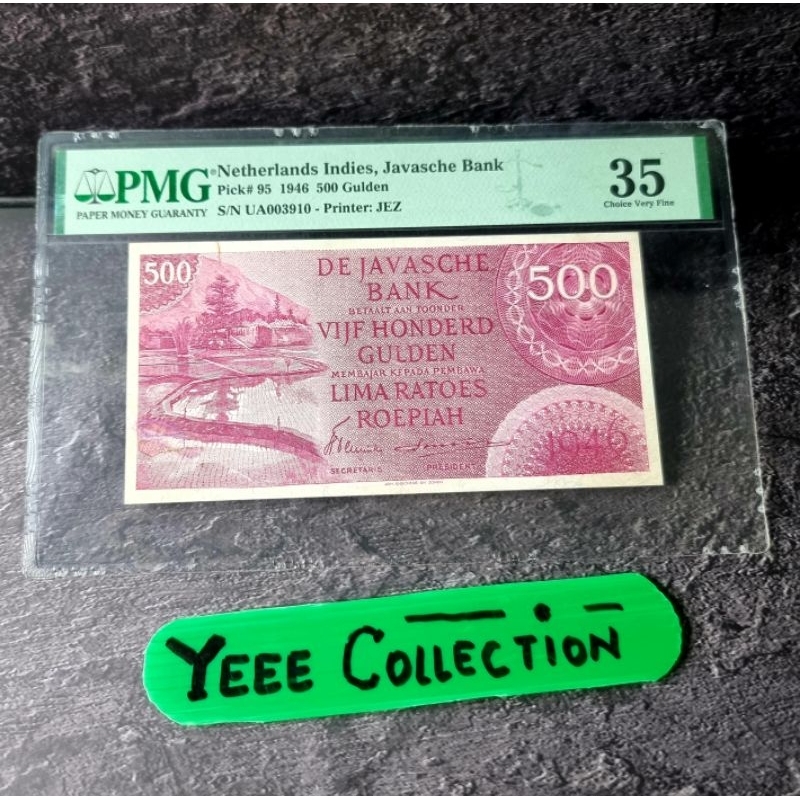 PMG
PAPER MONEY GUARANTY
Netherlands Indies, Javasche Bank
Pick# 95 1946 500 Gulden
S/N UA003910 - Printer: JEZ
35
Choice Very Fine
500
DE JAVASCHE
BANK
BETAALT AAN TOONDER
VIJF HONDERD
GULDEN
MEMBAJAR KEPADA PEMBAWA
LIMA RATOES
ROEPIAH
SECRETARIS
PRESIDENT
500
1946
YEEE COLLECTION